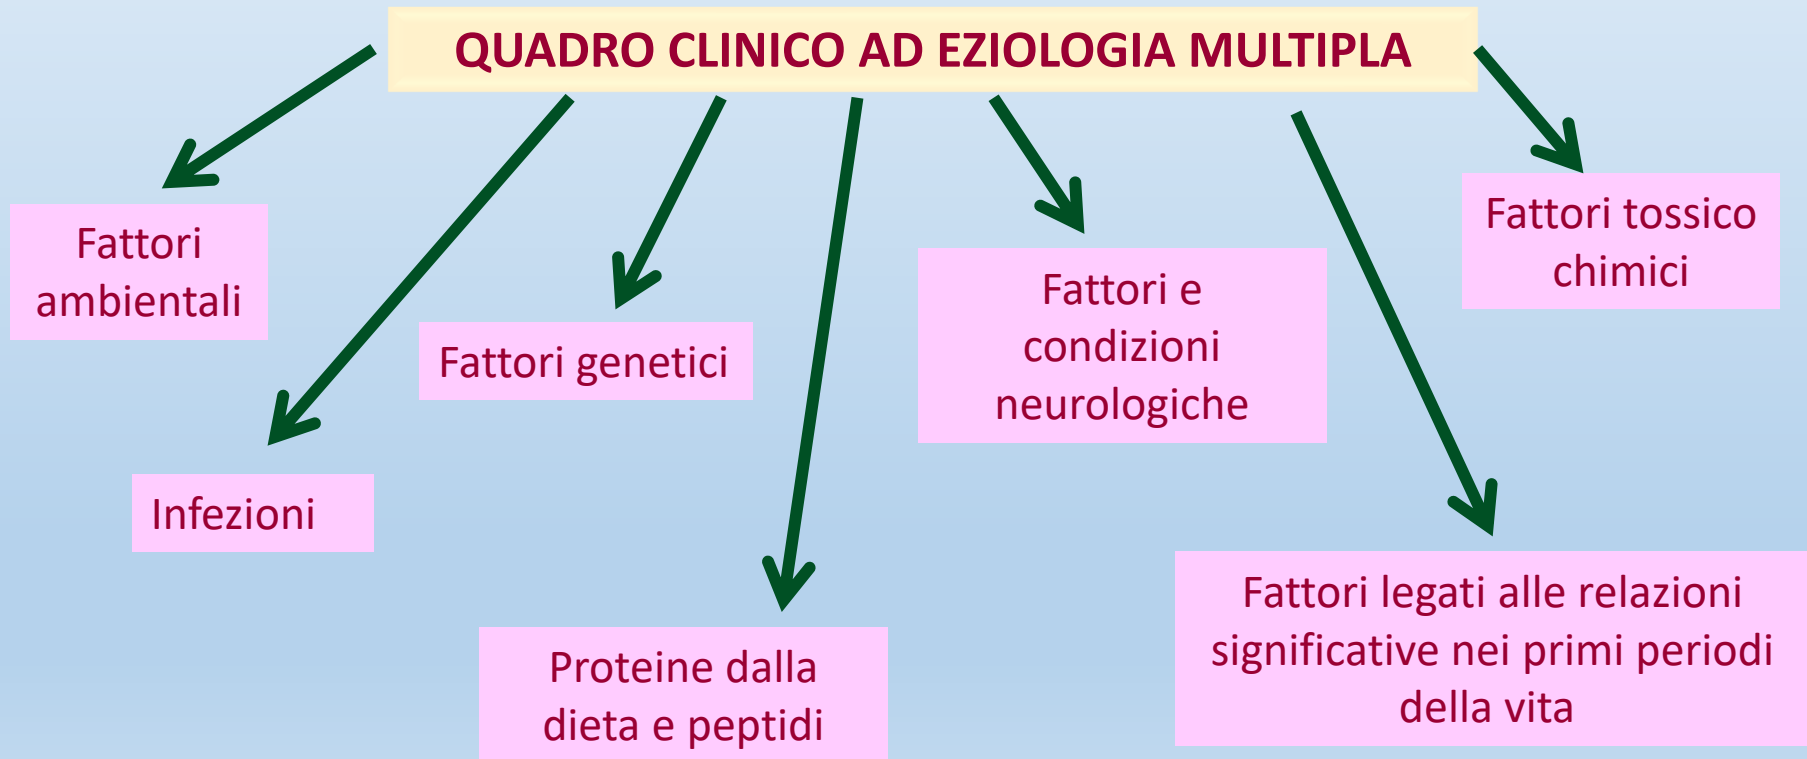 QUADRO CLINICO AD EZIOLOGIA MULTIPLA
Fattori
ambientali
Infezioni
Fattori genetici
Proteine dalla
dieta e peptidi
Fattori e
condizioni
neurologiche
Fattori legati alle relazioni
significative nei primi periodi
della vita
Fattori tossico
chimici